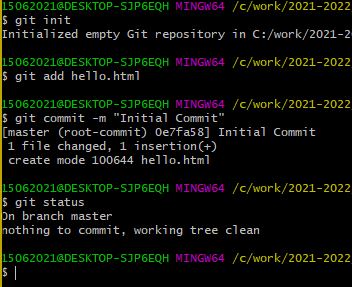 15062021@DESKTOP-SJP6EQH MINGW64 /c/work/2021-2022
$ git init
Initialized empty Git repository in C:/work/2021-2
15062021@DESKTOP-SJP6EQH MINGW64 /c/work/2021-2022
$ git add hello.html
15062021@DESKTOP-SJP6EQH MINGW64 /c/work/2021-2022
$ git commit -m "Initial Commit"
[master (root-commit) 0e7fa58] Initial Commit
1 file changed, 1 insertion(+)
create mode 100644 hello.html
15062021@DESKTOP-SJP6EQH MINGW64 /c/work/2021-2022
$ git status
On branch master
nothing to commit, working tree clean
15062021@DESKTOP-SJP6EQH MINGW64 /c/work/2021-2022
$